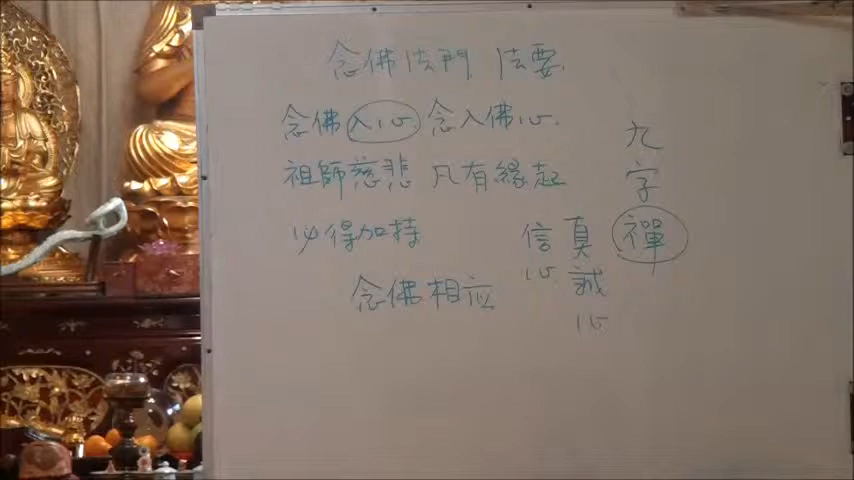 念佛法門 法要
念佛入心 念入佛心
祖師慈悲 凡有緣起
必得加持
念佛相应
信心
真誠心
九字禪